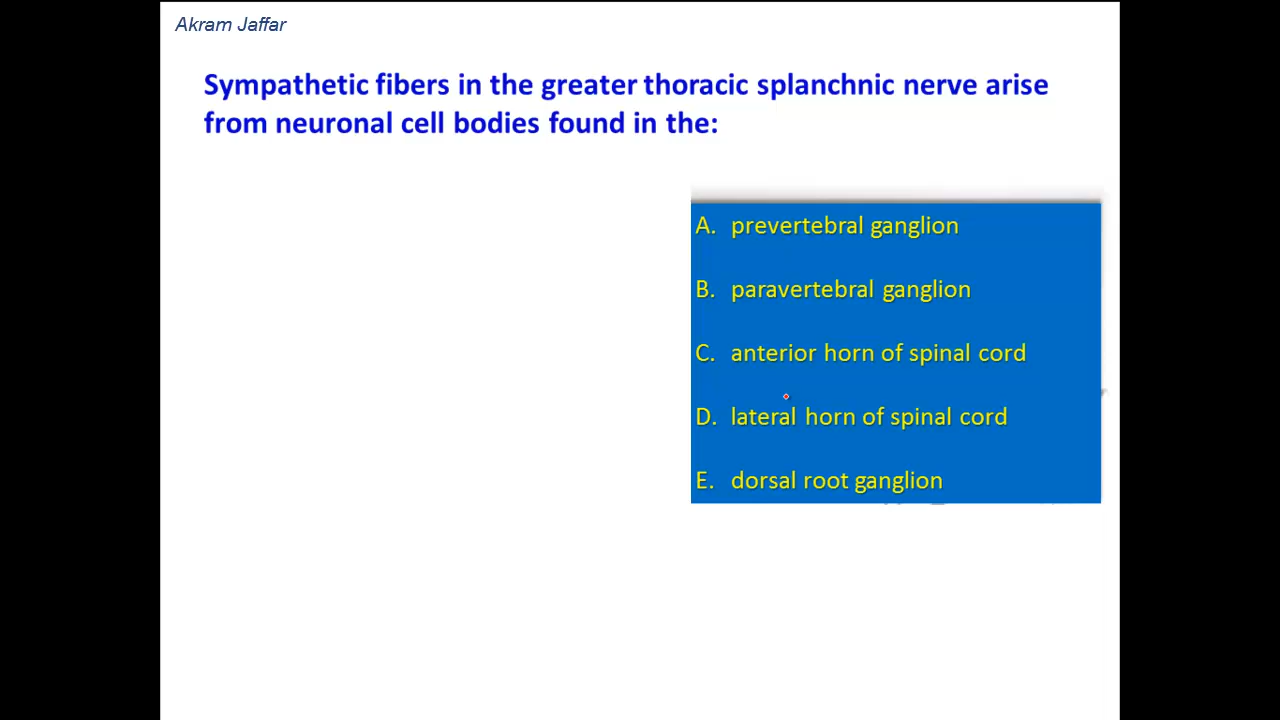 Akram Jaffar
Sympathetic fibers in the greater thoracic splanchnic nerve arise
from neuronal cell bodies found in the:
A. prevertebral ganglion
B. paravertebral ganglion
C. anterior horn of spinal cord
D. lateral horn of spinal cord
E. dorsal root ganglion